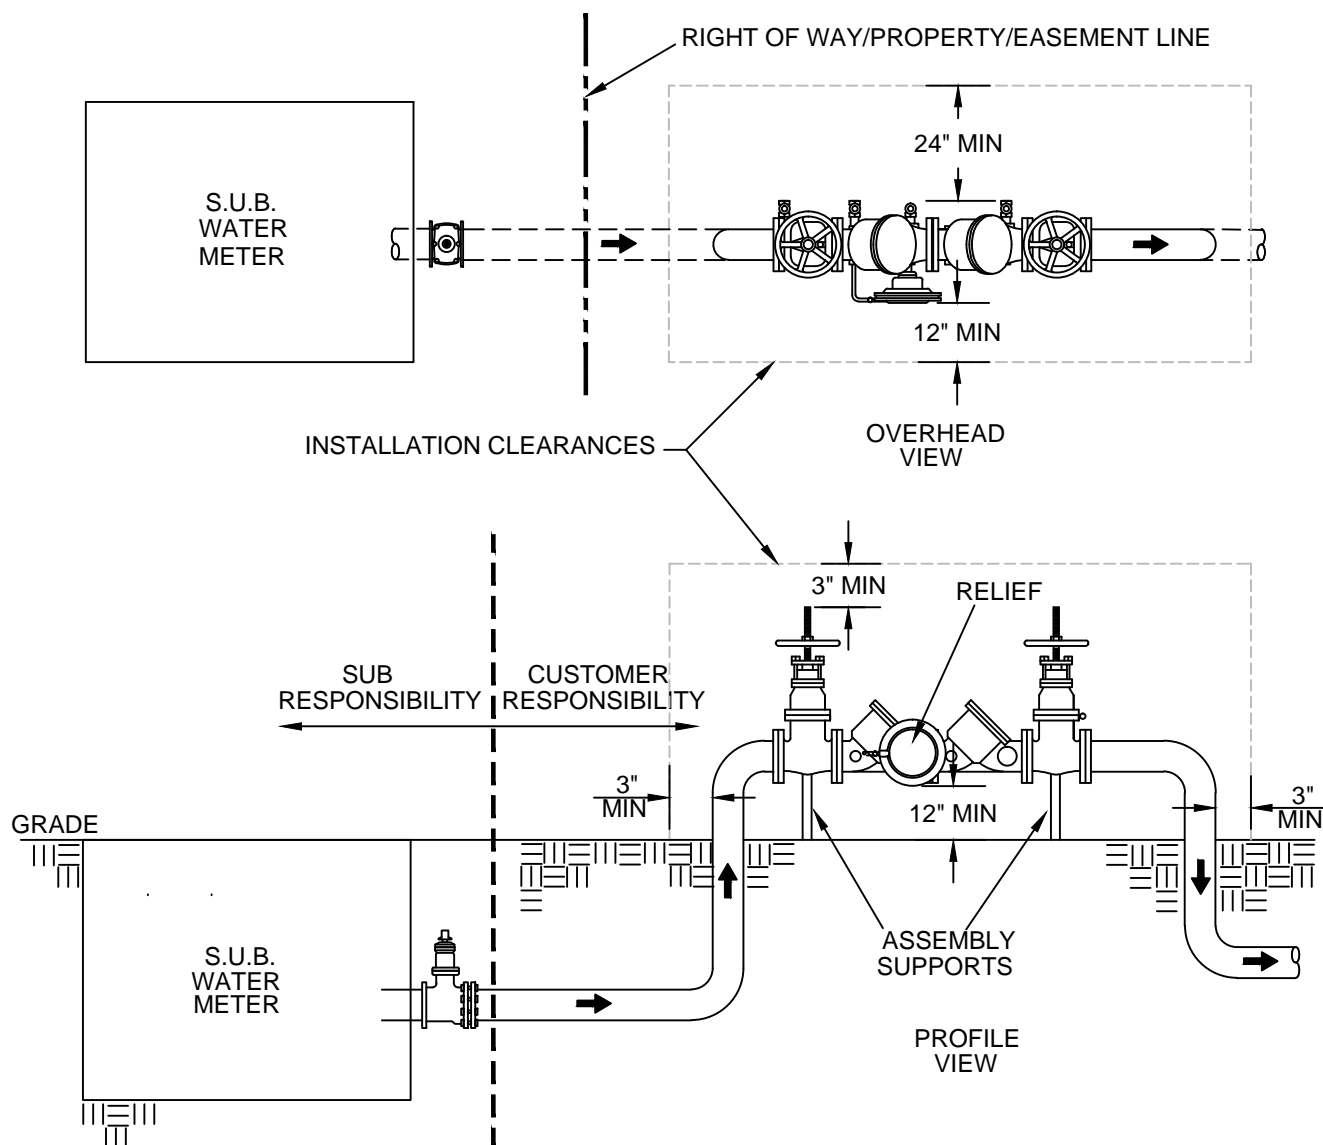 RIGHT OF WAY/PROPERTY/EASEMENT LINE
24" MIN
S.U.B.
WATER
METER
12" MIN
OVERHEAD
VIEW
INSTALLATION CLEARANCES
3" MIN
RELIEF
SUB
RESPONSIBILITY
CUSTOMER
RESPONSIBILITY
3"
MIN
12" MIN
3"
MIN
GRADE
S.U.B.
WATER
METER
ASSEMBLY
SUPPORTS
PROFILE
VIEW